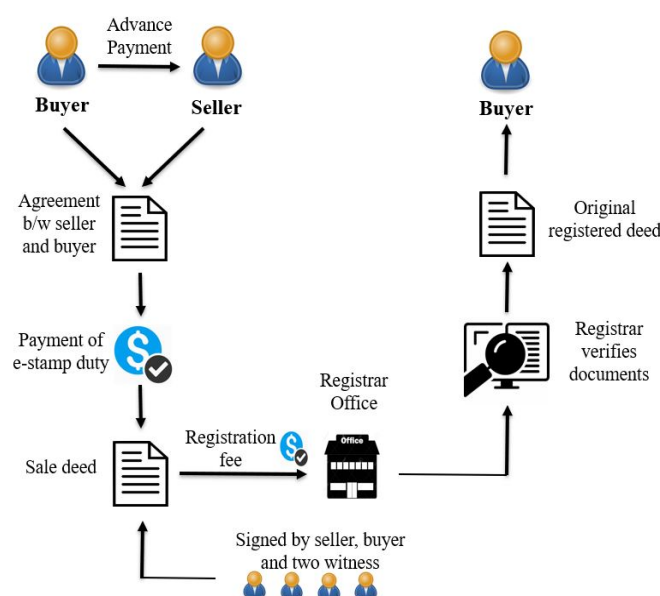 Advance
Payment
Buyer
Seller
Agreement
b/w seller
and buyer
Payment of
e-stamp duty
Sale deed
Registration
fee
Registrar
Office
Office
Signed by seller, buyer
and two witness
Buyer
Original
registered deed
Registrar
verifies
documents